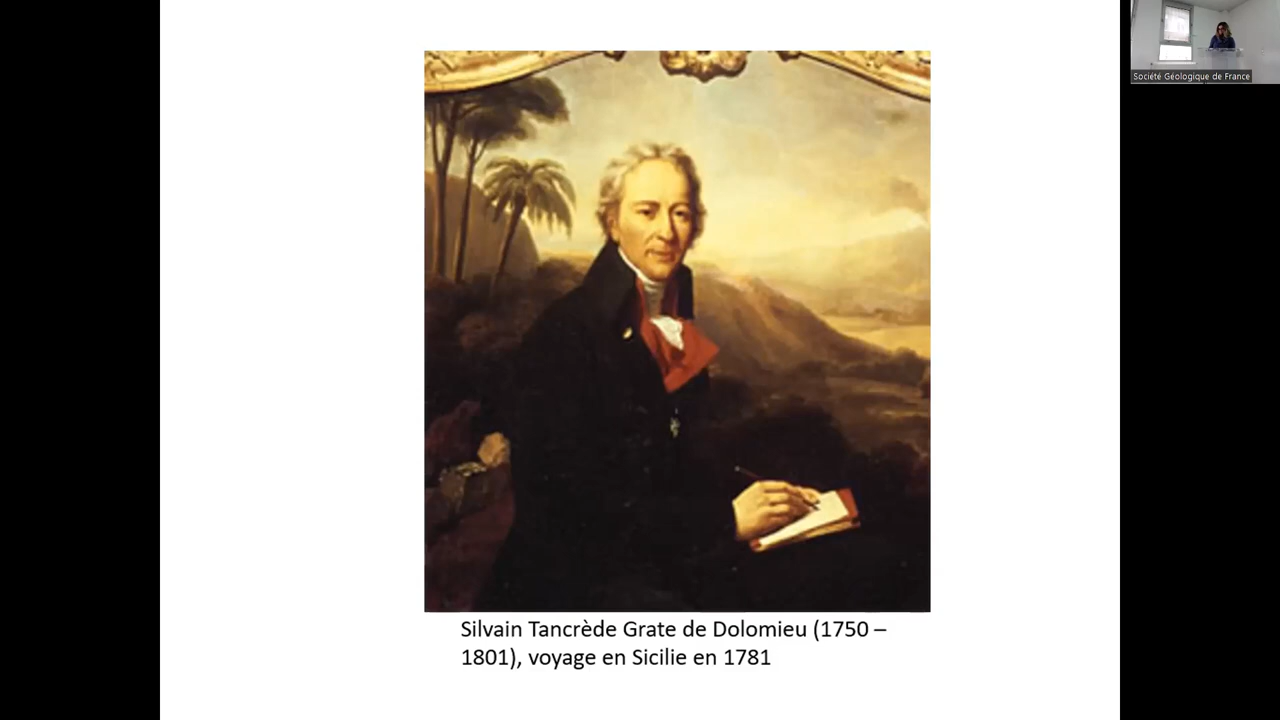 Société Géologique de France
Silvain Tancrède Grate de Dolomieu (1750 –
1801), voyage en Sicilie en 1781